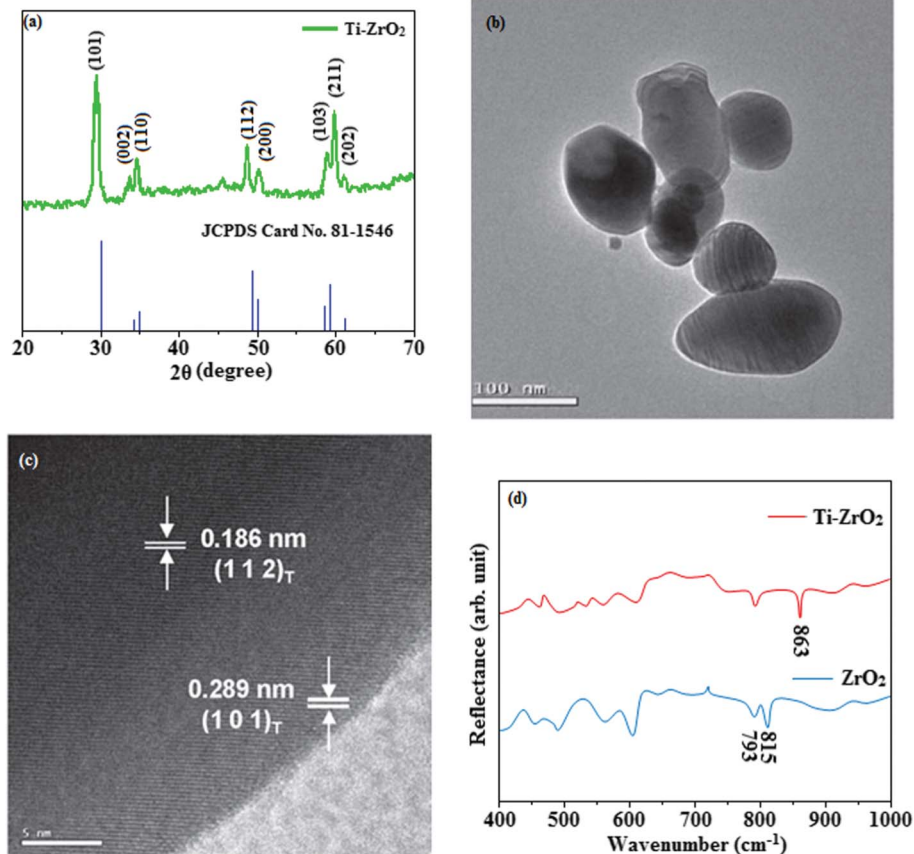 (a)
Ti-ZrO₂
(101)
(002)
(110)
(112)
(200)
(103)
(211)
(202)
JCPDS Card No. 81-1546
20 30 40 50 60 70
2θ (degree)
(b)
100 nm
(c)
0.186 nm
(1 1 2)T
0.289 nm
(1 0 1)T
5 nm
(d)
Ti-ZrO₂
863
ZrO₂
793
815
Reflectance (arb. unit)
400 500 600 700 800 900 1000
Wavenumber (cm⁻¹)